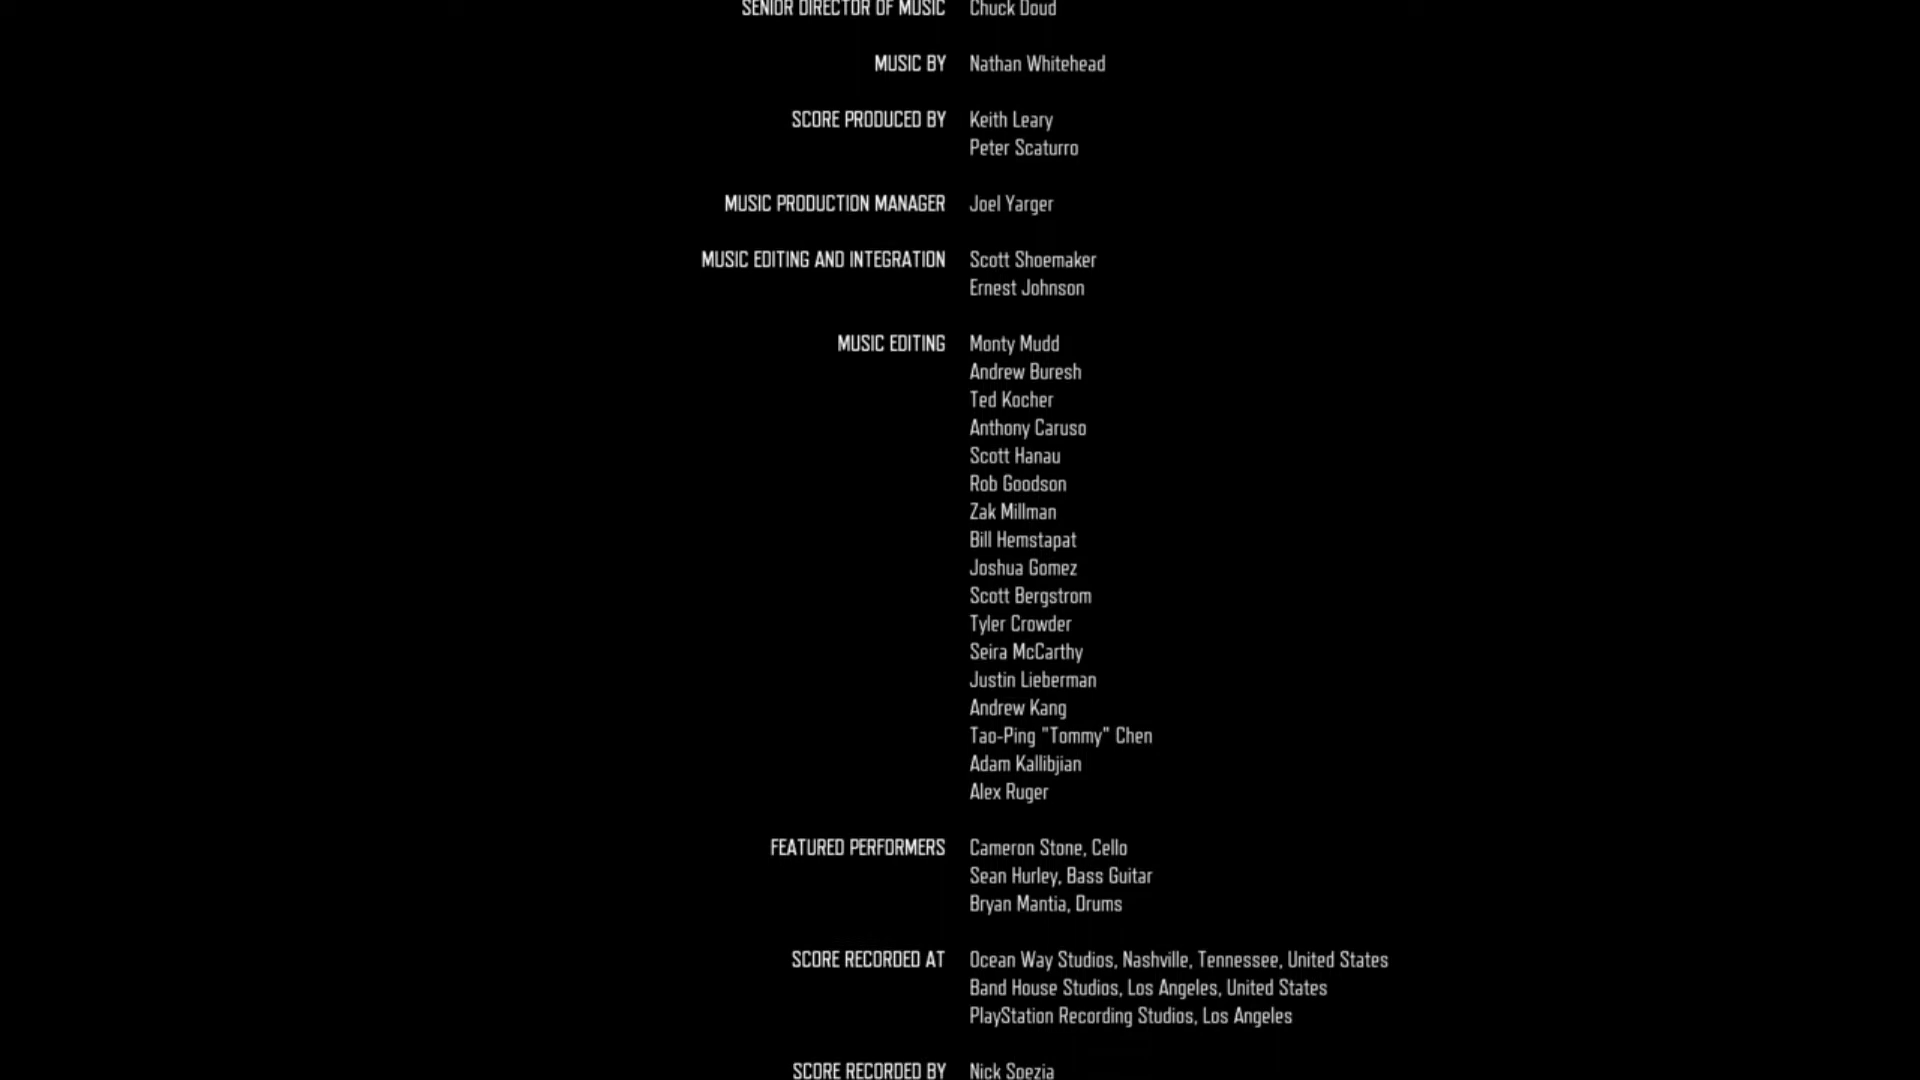 SENIOR DIRECTOR OF MUSIC Chuck Doud
MUSIC BY Nathan Whitehead
SCORE PRODUCED BY Keith Leary
Peter Scaturro
MUSIC PRODUCTION MANAGER Joel Yarger
MUSIC EDITING AND INTEGRATION Scott Shoemaker
Ernest Johnson
MUSIC EDITING Monty Mudd
Andrew Buresh
Ted Kocher
Anthony Caruso
Scott Hanau
Rob Goodson
Zak Millman
Bill Hemstapat
Joshua Gomez
Scott Bergstrom
Tyler Crowder
Seira McCarthy
Justin Lieberman
Andrew Kang
Tao-Ping "Tommy" Chen
Adam Kallibjian
Alex Ruger
FEATURED PERFORMERS Cameron Stone, Cello
Sean Hurley, Bass Guitar
Bryan Mantia, Drums
SCORE RECORDED AT Ocean Way Studios, Nashville, Tennessee, United States
Band House Studios, Los Angeles, United States
PlayStation Recording Studios, Los Angeles
SCORE RECORDED BY Nick Spezia